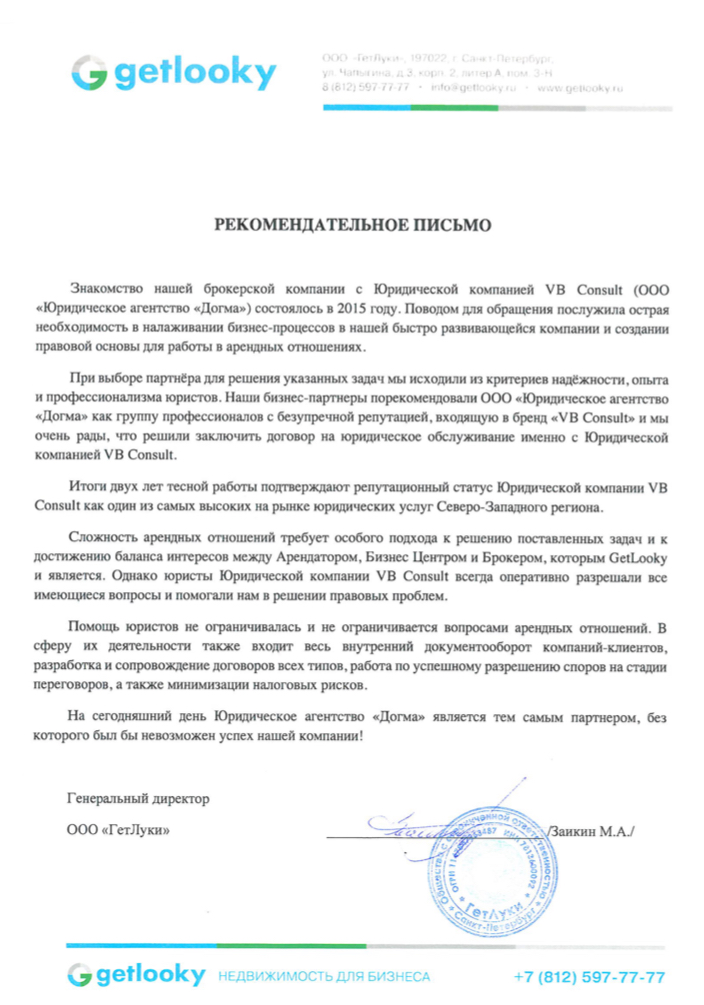 getlooky
ООО «ГетЛуки», 197022, г. Санкт-Петербург,
ул. Чапыгина, д.3, корп. 2, литер А, пом. 3-Н
8 (812) 597-77-77 • info@getlooky.ru • www.getlooky.ru
РЕКОМЕНДАТЕЛЬНОЕ ПИСЬМО
Знакомство нашей брокерской компании с Юридической компанией VB Consult (ООО
«Юридическое агентство «Догма») состоялось в 2015 году. Поводом для обращения послужила острая
необходимость в налаживании бизнес-процессов в нашей быстро развивающейся компании и создании
правовой основы для работы в арендных отношениях.
При выборе партнёра для решения указанных задач мы исходили из критериев надёжности, опыта
и профессионализма юристов. Наши бизнес-партнеры порекомендовали ООО «Юридическое агентство
«Догма» как группу профессионалов с безупречной репутацией, входящую в бренд «VB Consult» и мы
очень рады, что решили заключить договор на юридическое обслуживание именно с Юридической
компанией VB Consult.
Итоги двух лет тесной работы подтверждают репутационный статус Юридической компании VB
Consult как один из самых высоких на рынке юридических услуг Северо-Западного региона.
Сложность арендных отношений требует особого подхода к решению поставленных задач и к
достижению баланса интересов между Арендатором, Бизнес Центром и Брокером, которым GetLooky
и является. Однако юристы Юридической компании VB Consult всегда оперативно разрешали все
имеющиеся вопросы и помогали нам в решении правовых проблем.
Помощь юристов не ограничивалась и не ограничивается вопросами арендных отношений. В
сферу их деятельности также входит весь внутренний документооборот компаний-клиентов,
разработка и сопровождение договоров всех типов, работа по успешному разрешению споров на стадии
переговоров, а также минимизации налоговых рисков.
На сегодняшний день Юридическое агентство «Догма» является тем самым партнером, без
которого был бы невозможен успех нашей компании!
Генеральный директор
ООО «ГетЛуки»
/Заикин М.А./
Общество с ограниченной ответственностью
ГетЛуки
Санкт-Петербург
getlooky НЕДВИЖИМОСТЬ ДЛЯ БИЗНЕСА +7 (812) 597-77-77